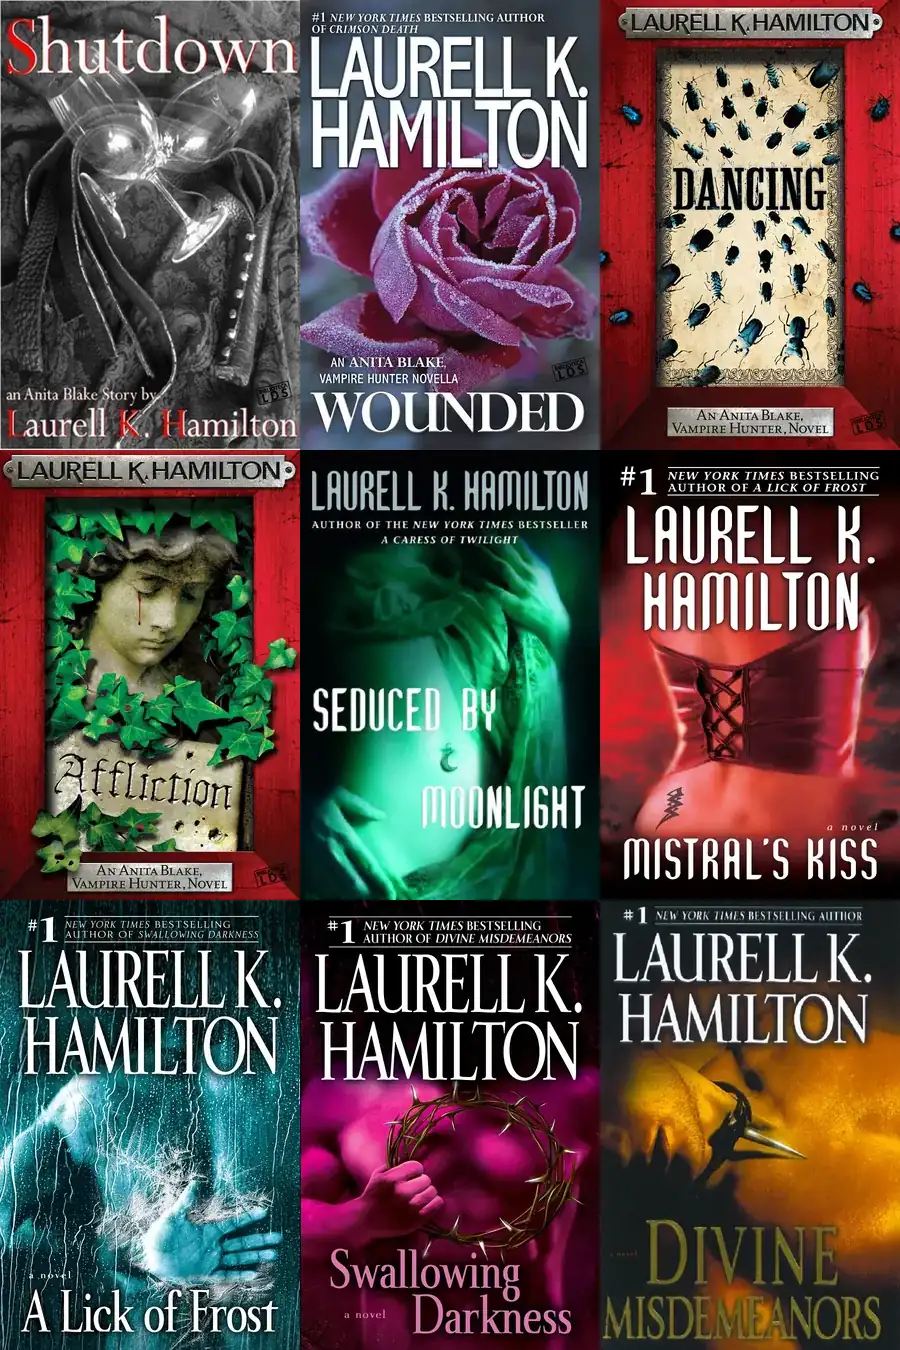 Shutdown
an Anita Blake Story by
Laurell K. Hamilton
#1 NEW YORK TIMES BESTSELLING AUTHOR
OF CRIMSON DEATH
LAURELL K.
HAMILTON
AN ANITA BLAKE,
VAMPIRE HUNTER NOVELLA
WOUNDED
LDS
LAURELL K. HAMILTON
DANCING
AN ANITA BLAKE,
VAMPIRE HUNTER, NOVEL
LDS
LAURELL K. HAMILTON
Affliction
AN ANITA BLAKE,
VAMPIRE HUNTER, NOVEL
LDS
LAURELL K. HAMILTON
AUTHOR OF THE NEW YORK TIMES BESTSELLER
A CARESS OF TWILIGHT
SEDUCED BY
MOONLIGHT
#1 NEW YORK TIMES BESTSELLING
AUTHOR OF A LICK OF FROST
LAURELL K.
HAMILTON
a novel
MISTRAL'S KISS
#1 NEW YORK TIMES BESTSELLING
AUTHOR OF SWALLOWING DARKNESS
LAURELL K.
HAMILTON
a novel
A Lick of Frost
#1 NEW YORK TIMES BESTSELLING
AUTHOR OF DIVINE MISDEMEANORS
LAURELL K.
HAMILTON
Swallowing
a novel Darkness
#1 NEW YORK TIMES BESTSELLING AUTHOR
LAURELL K.
HAMILTON
a novel
DIVINE
MISDEMEANORS